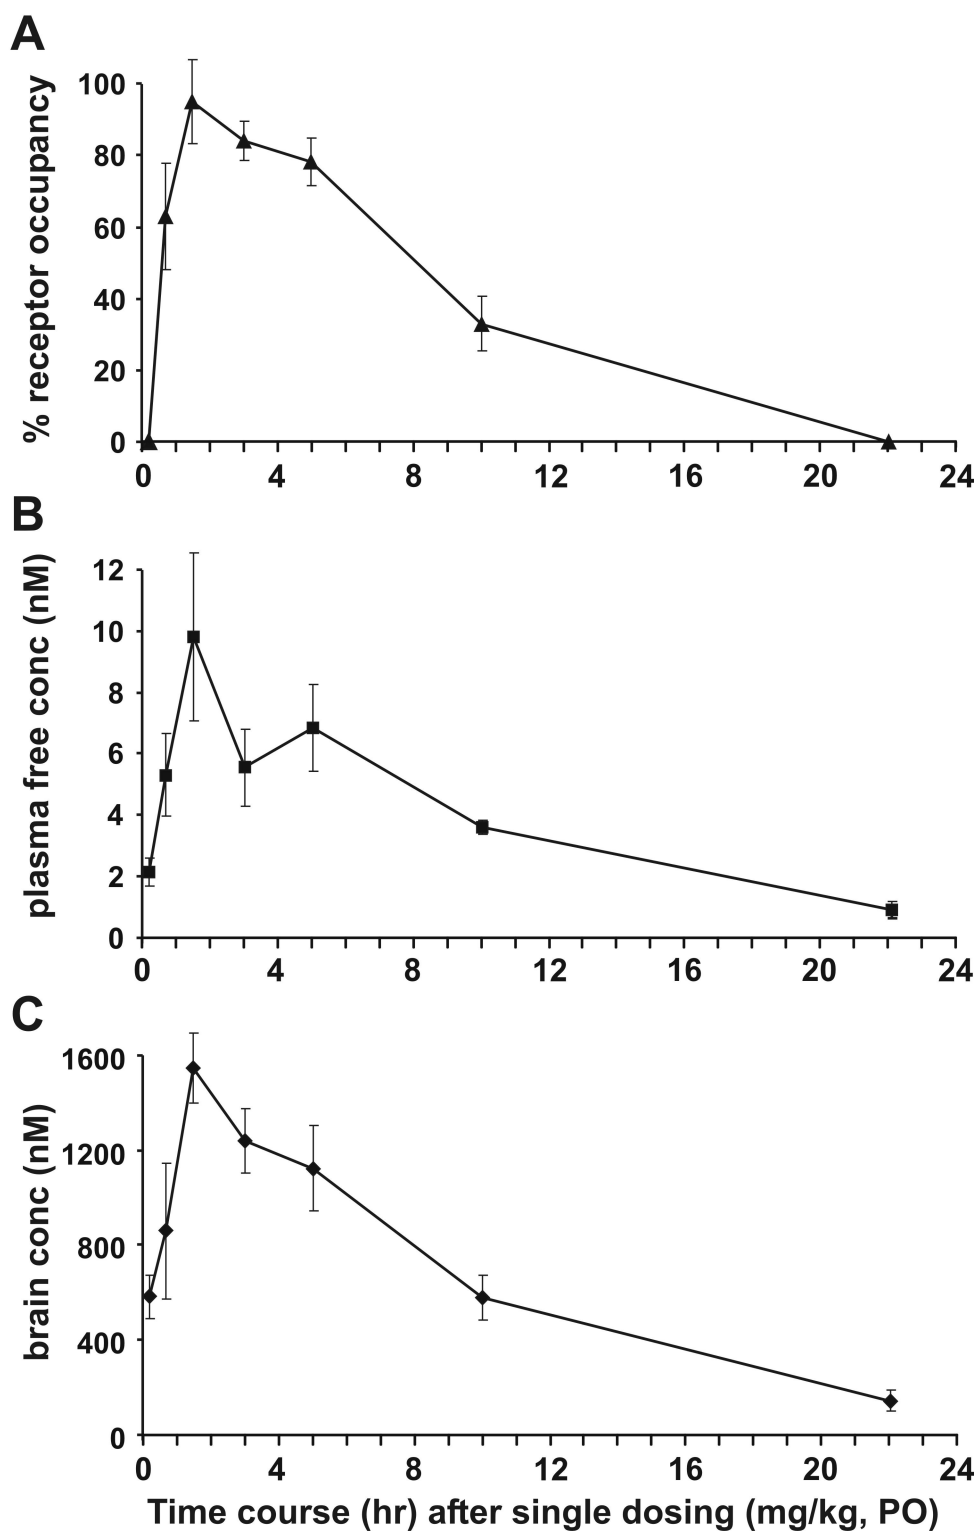 A
% receptor occupancy
100
80
60
40
20
0
0 4 8 12 16 20 24
B
plasma free conc (nM)
12
10
8
6
4
2
0
0 4 8 12 16 20 24
C
brain conc (nM)
1600
1200
800
400
0
0 4 8 12 16 20 24
Time course (hr) after single dosing (mg/kg, PO)